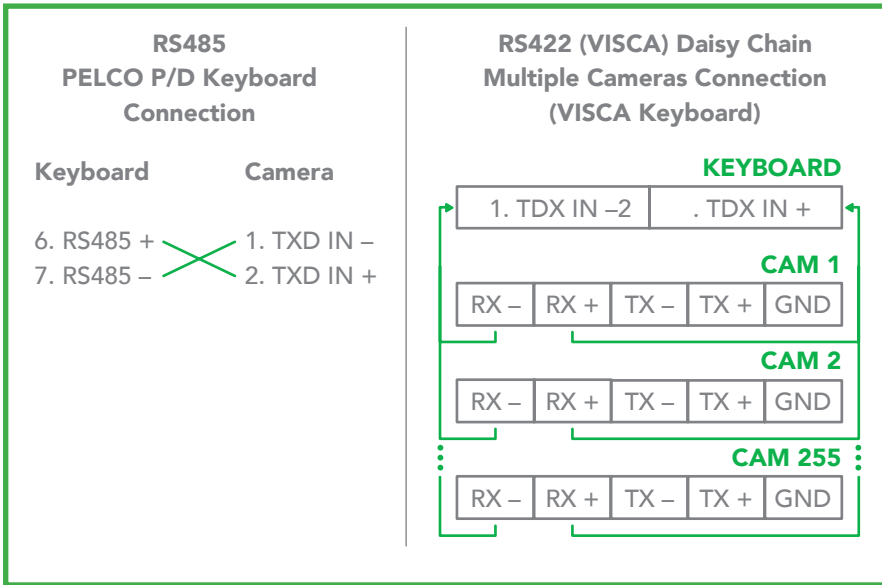 RS485
PELCO P/D Keyboard
Connection
Keyboard Camera
6. RS485 + 1. TXD IN –
7. RS485 – 2. TXD IN +
RS422 (VISCA) Daisy Chain
Multiple Cameras Connection
(VISCA Keyboard)
KEYBOARD
1. TDX IN –2 . TDX IN +
CAM 1
RX – RX + TX – TX + GND
CAM 2
RX – RX + TX – TX + GND
CAM 255
RX – RX + TX – TX + GND